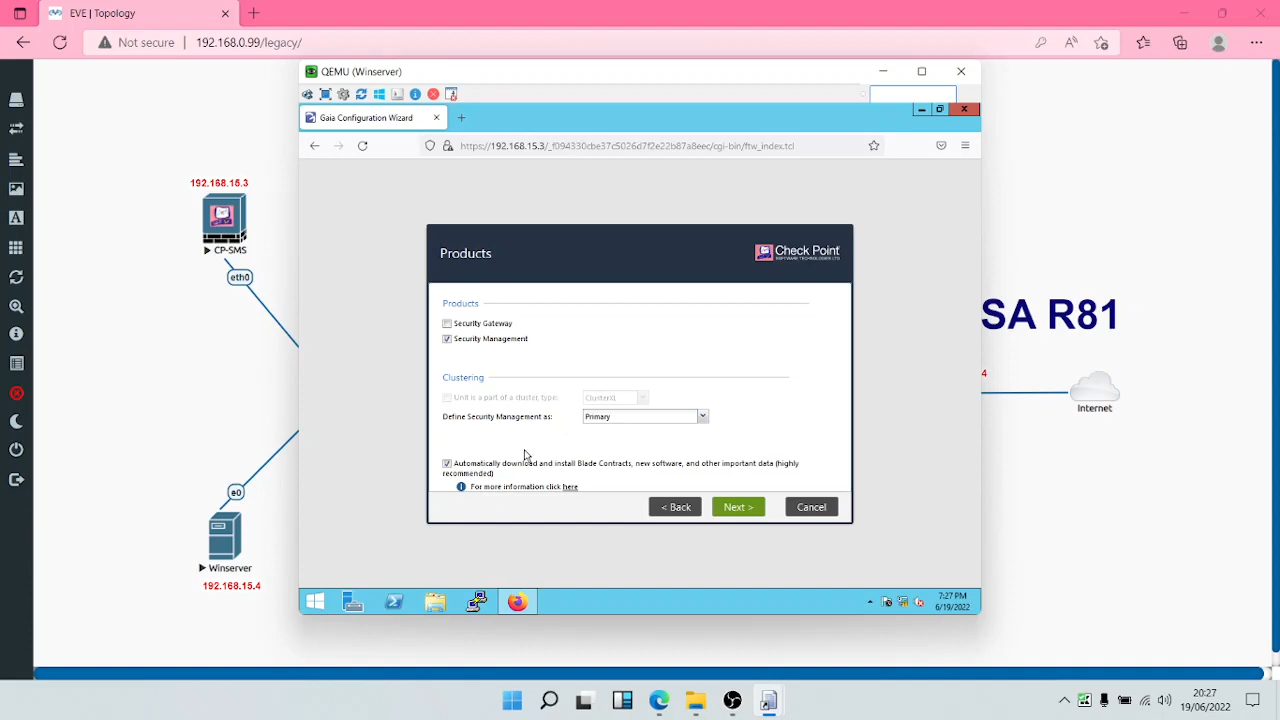 EVE | Topology
Not secure
192.168.0.99/legacy/
QEMU (Winserver)
Gaia Configuration Wizard
https://192.168.15.3/_f094330cbe37c5026d7f2e22b87a8eec/cgi-bin/ftw_index.tcl
192.168.15.3
CP-SMS
eth0
Products
Check Point
SOFTWARE TECHNOLOGIES LTD
Products
Security Gateway
Security Management
Clustering
Unit is a part of a cluster, type:
ClusterXL
Define Security Management as:
Primary
Automatically download and install Blade Contracts, new software, and other important data (highly
recommended)
For more information click here
< Back
Next >
Cancel
SA R81
4
Internet
e0
Winserver
192.168.15.4
7:27 PM
6/19/2022
20:27
19/06/2022